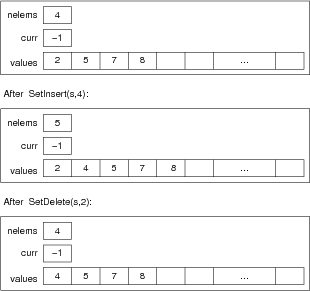 nelems 4
curr −1
values 2 5 7 8 ...
After SetInsert(s,4):
nelems 5
curr −1
values 2 4 5 7 8 ...
After SetDelete(s,2):
nelems 4
curr −1
values 4 5 7 8 ...